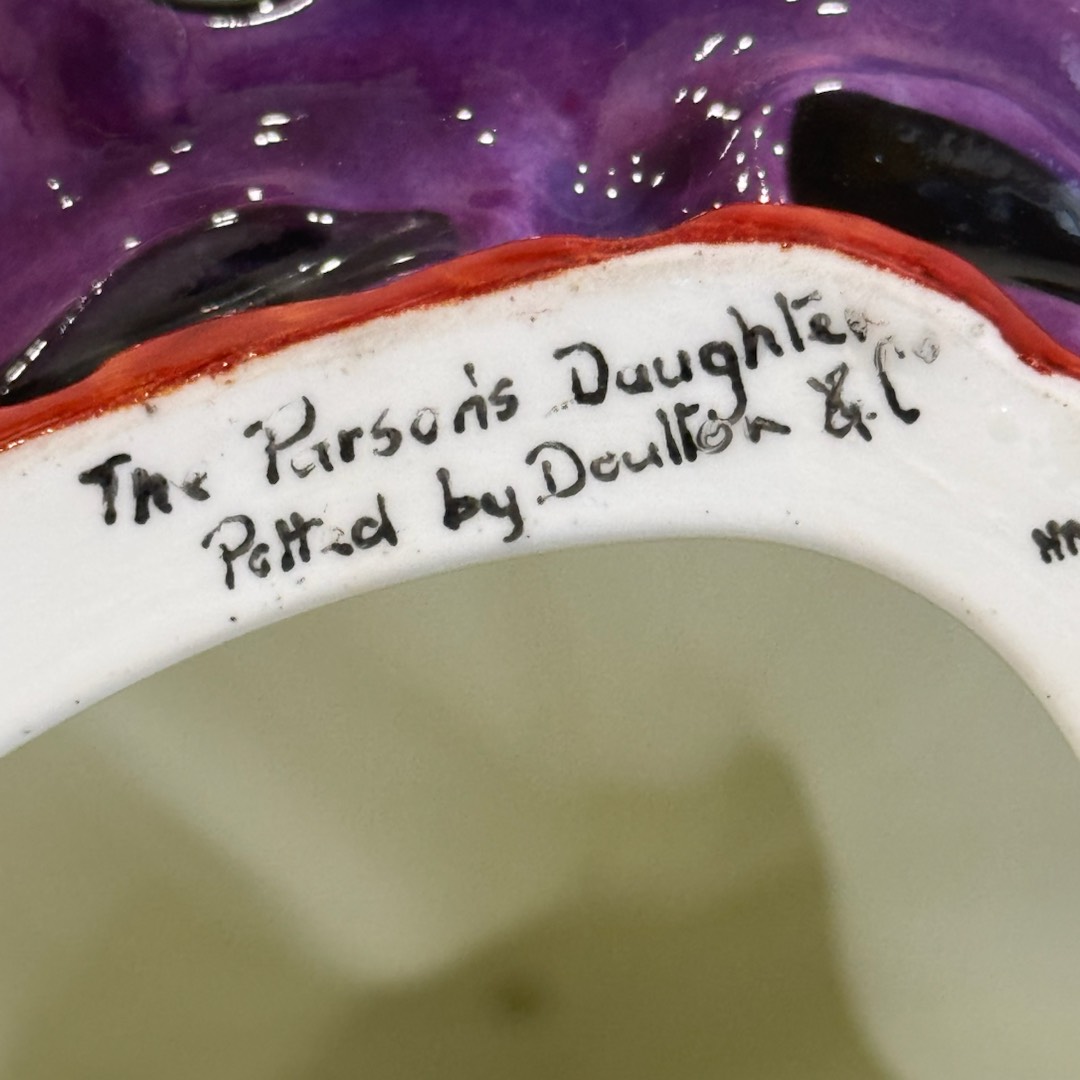 The Parson's Daughter
Potted by Doulton & Co